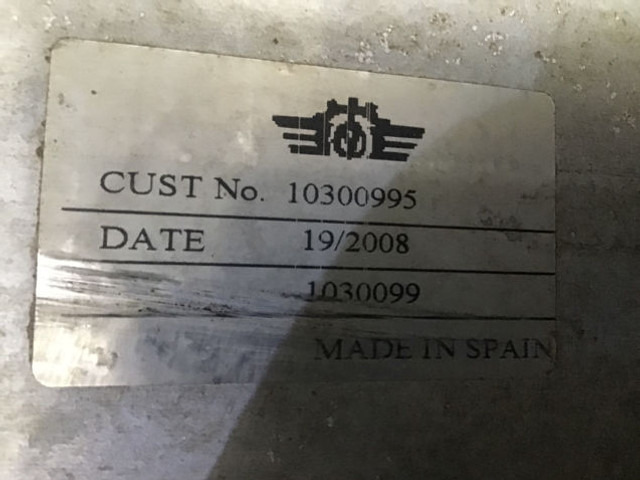 CUST No. 10300995
DATE 19/2008
1030099
MADE IN SPAIN